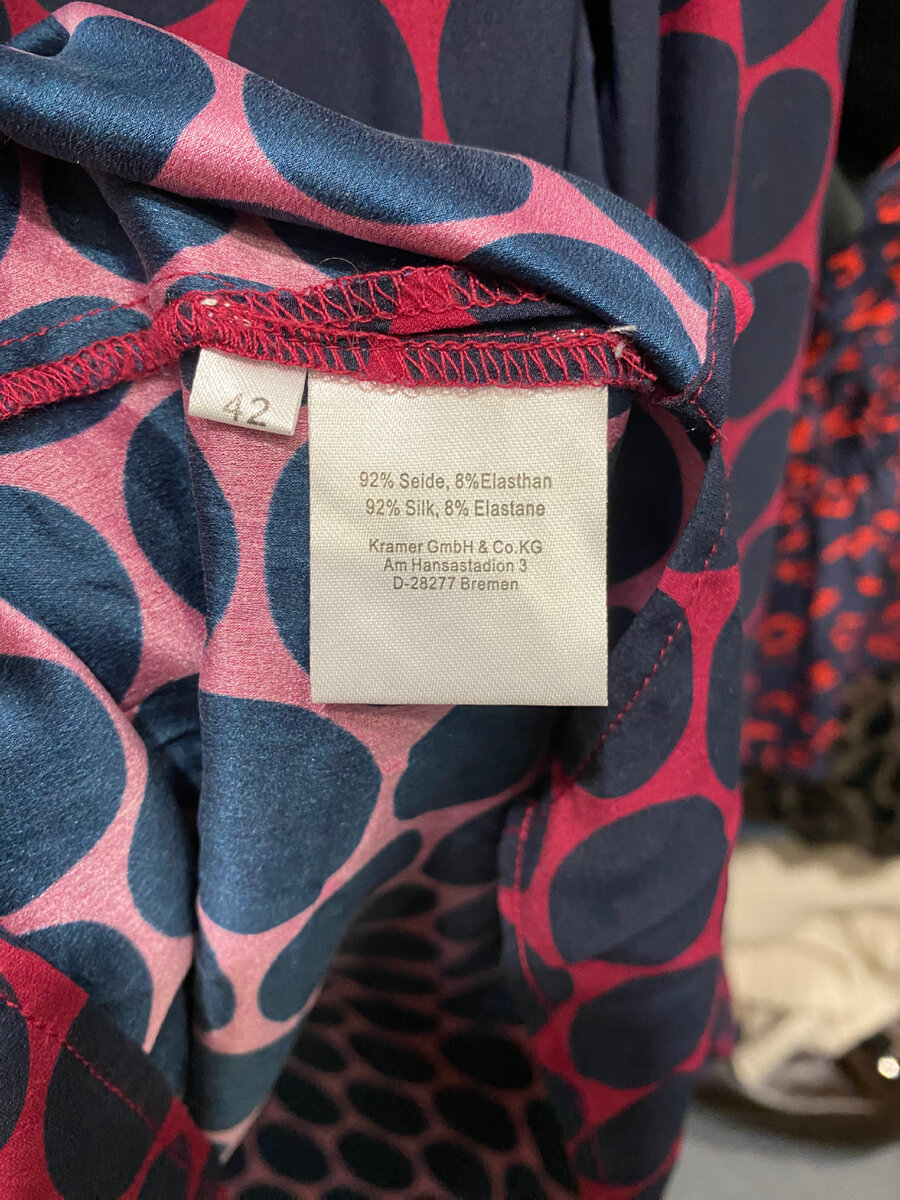 42
92% Seide, 8%Elasthan
92% Silk, 8% Elastane
Kramer GmbH & Co.KG
Am Hansastadion 3
D-28277 Bremen